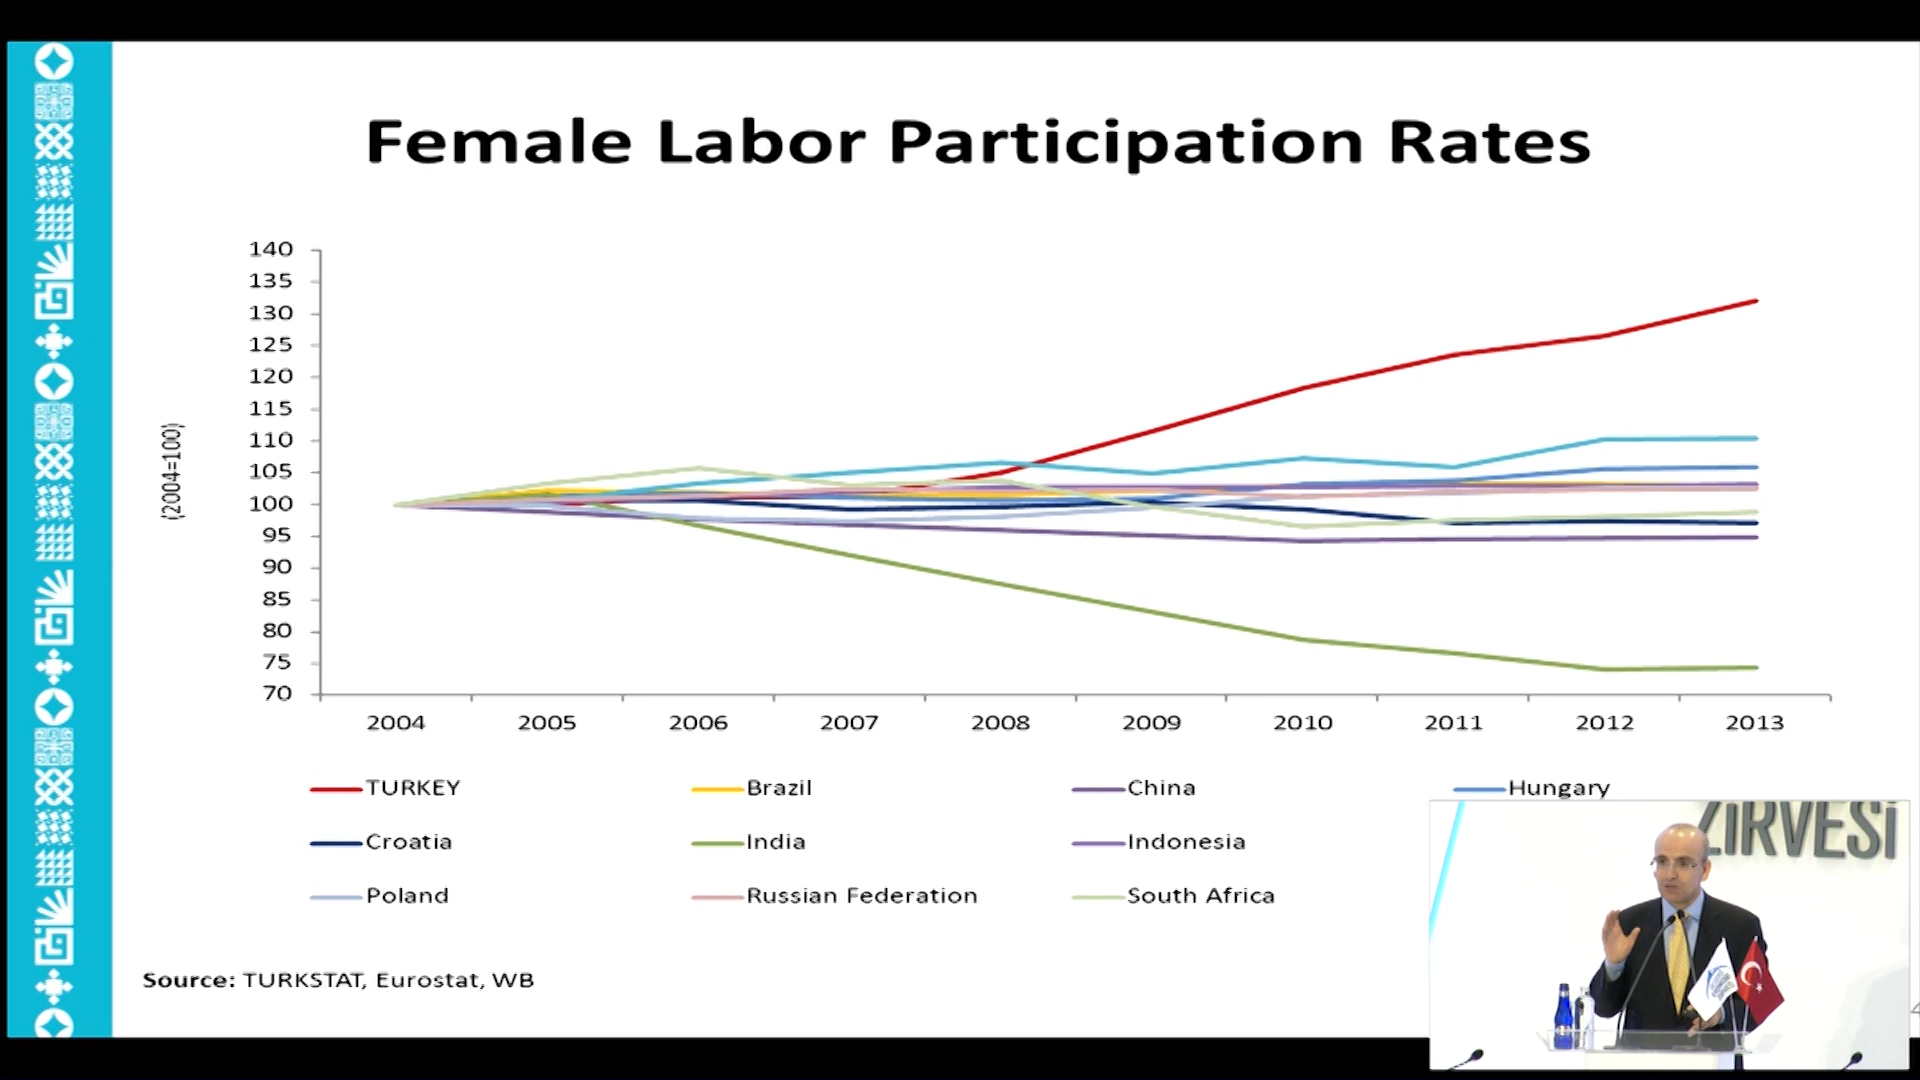 Female Labor Participation Rates
(2004=100)
140
135
130
125
120
115
110
105
100
95
90
85
80
75
70
2004 2005 2006 2007 2008 2009 2010 2011 2012 2013
TURKEY Brazil China Hungary
Croatia India Indonesia
Poland Russian Federation South Africa
Source: TURKSTAT, Eurostat, WB
ZİRVESİ